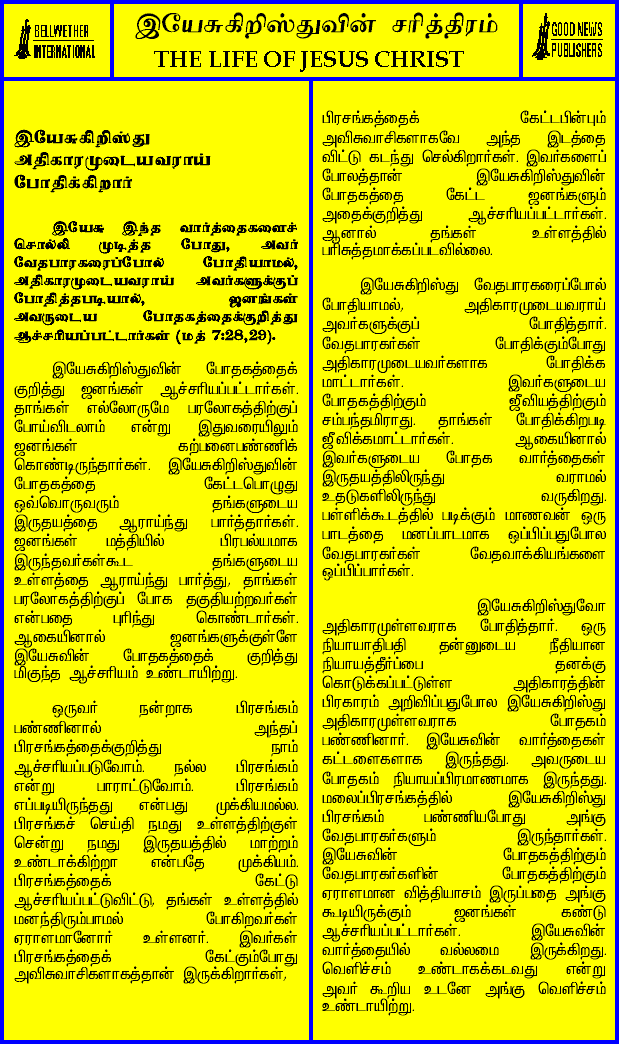 BELLWETHER
INTERNATIONAL
இயேசுகிறிஸ்துவின் சரித்திரம்
THE LIFE OF JESUS CHRIST
GOOD NEWS
PUBLISHERS
இயேசுகிறிஸ்து
அதிகாரமுடையவராய்
போதிக்கிறார்
இயேசு இந்த வார்த்தைகளைச்
சொல்லி முடித்த போது, அவர்
வேதபாரகரைப்போல் போதியாமல்,
அதிகாரமுடையவராய் அவர்களுக்குப்
போதித்தபடியால், ஜனங்கள்
அவருடைய போதகத்தைக்குறித்து
ஆச்சரியப்பட்டார்கள் (மத் 7:28,29).
இயேசுகிறிஸ்துவின் போதகத்தைக்
குறித்து ஜனங்கள் ஆச்சரியப்பட்டார்கள்.
தாங்கள் எல்லோருமே பரலோகத்திற்குப்
போய்விடலாம் என்று இதுவரையிலும்
ஜனங்கள் கற்பனைபண்ணிக்
கொண்டிருந்தார்கள். இயேசுகிறிஸ்துவின்
போதகத்தை கேட்டபொழுது
ஒவ்வொருவரும் தங்களுடைய
இருதயத்தை ஆராய்ந்து பார்த்தார்கள்.
ஜனங்கள் மத்தியில் பிரபல்யமாக
இருந்தவர்கள்கூட தங்களுடைய
உள்ளத்தை ஆராய்ந்து பார்த்து, தாங்கள்
பரலோகத்திற்குப் போக தகுதியற்றவர்கள்
என்பதை புரிந்து கொண்டார்கள்.
ஆகையினால் ஜனங்களுக்குள்ளே
இயேசுவின் போதகத்தைக் குறித்து
மிகுந்த ஆச்சரியம் உண்டாயிற்று.
ஒருவர் நன்றாக பிரசங்கம்
பண்ணினால் அந்தப்
பிரசங்கத்தைக்குறித்து நாம்
ஆச்சரியப்படுவோம். நல்ல பிரசங்கம்
என்று பாராட்டுவோம். பிரசங்கம்
எப்படியிருந்தது என்பது முக்கியமல்ல.
பிரசங்கச் செய்தி நமது உள்ளத்திற்குள்
சென்று நமது இருதயத்தில் மாற்றம்
உண்டாக்கிற்றா என்பதே முக்கியம்.
பிரசங்கத்தைக் கேட்டு
ஆச்சரியப்பட்டுவிட்டு, தங்கள் உள்ளத்தில்
மனந்திரும்பாமல் போகிறவர்கள்
ஏராளமானோர் உள்ளனர். இவர்கள்
பிரசங்கத்தைக் கேட்கும்போது
அவிசுவாசிகளாகத்தான் இருக்கிறார்கள்,
பிரசங்கத்தைக் கேட்டபின்பும்
அவிசுவாசிகளாகவே அந்த இடத்தை
விட்டு கடந்து செல்கிறார்கள். இவர்களைப்
போலத்தான் இயேசுகிறிஸ்துவின்
போதகத்தை கேட்ட ஜனங்களும்
அதைக்குறித்து ஆச்சரியப்பட்டார்கள்.
ஆனால் தங்கள் உள்ளத்தில்
பரிசுத்தமாக்கப்படவில்லை.
இயேசுகிறிஸ்து வேதபாரகரைப்போல்
போதியாமல், அதிகாரமுடையவராய்
அவர்களுக்குப் போதித்தார்.
வேதபாரகர்கள் போதிக்கும்போது
அதிகாரமுடையவர்களாக போதிக்க
மாட்டார்கள். இவர்களுடைய
போதகத்திற்கும் ஜீவியத்திற்கும்
சம்பந்தமிராது. தாங்கள் போதிக்கிறபடி
ஜீவிக்கமாட்டார்கள். ஆகையினால்
இவர்களுடைய போதக வார்த்தைகள்
இருதயத்திலிருந்து வராமல்
உதடுகளிலிருந்து வருகிறது.
பள்ளிக்கூடத்தில் படிக்கும் மாணவன் ஒரு
பாடத்தை மனப்பாடமாக ஒப்பிப்பதுபோல
வேதபாரகர்கள் வேதவாக்கியங்களை
ஒப்பிப்பார்கள்.
இயேசுகிறிஸ்துவோ
அதிகாரமுள்ளவராக போதித்தார். ஒரு
நியாயாதிபதி தன்னுடைய நீதியான
நியாயத்தீர்ப்பை தனக்கு
கொடுக்கப்பட்டுள்ள அதிகாரத்தின்
பிரகாரம் அறிவிப்பதுபோல இயேசுகிறிஸ்து
அதிகாரமுள்ளவராக போதகம்
பண்ணினார். இயேசுவின் வார்த்தைகள்
கட்டளைகளாக இருந்தது. அவருடைய
போதகம் நியாயப்பிரமாணமாக இருந்தது.
மலைப்பிரசங்கத்தில் இயேசுகிறிஸ்து
பிரசங்கம் பண்ணியபோது அங்கு
வேதபாரகர்களும் இருந்தார்கள்.
இயேசுவின் போதகத்திற்கும்
வேதபாரகர்களின் போதகத்திற்கும்
ஏராளமான வித்தியாசம் இருப்பதை அங்கு
கூடியிருக்கும் ஜனங்கள் கண்டு
ஆச்சரியப்பட்டார்கள். இயேசுவின்
வார்த்தையில் வல்லமை இருக்கிறது.
வெளிச்சம் உண்டாகக்கடவது என்று
அவர் கூறிய உடனே அங்கு வெளிச்சம்
உண்டாயிற்று.